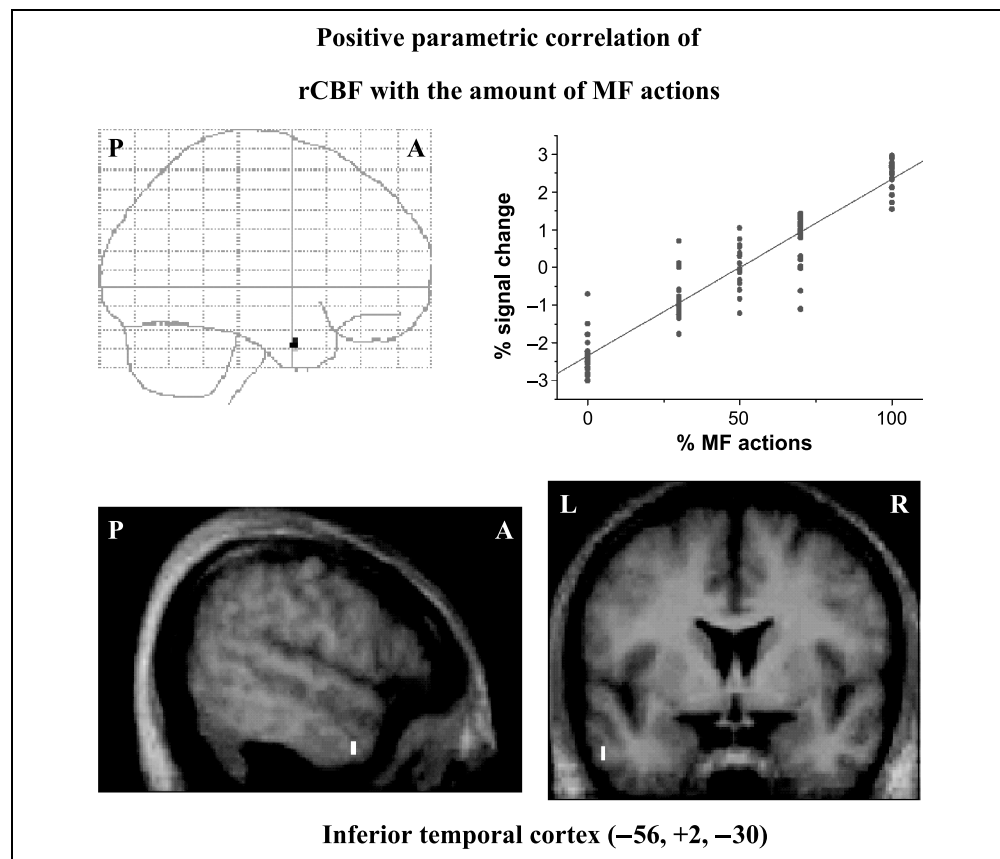 Positive parametric correlation of
rCBF with the amount of MF actions
P
A
3
2
1
0
–1
–2
–3
% signal change
0
50
100
% MF actions
P
A
L
R
Inferior temporal cortex (−56, +2, −30)